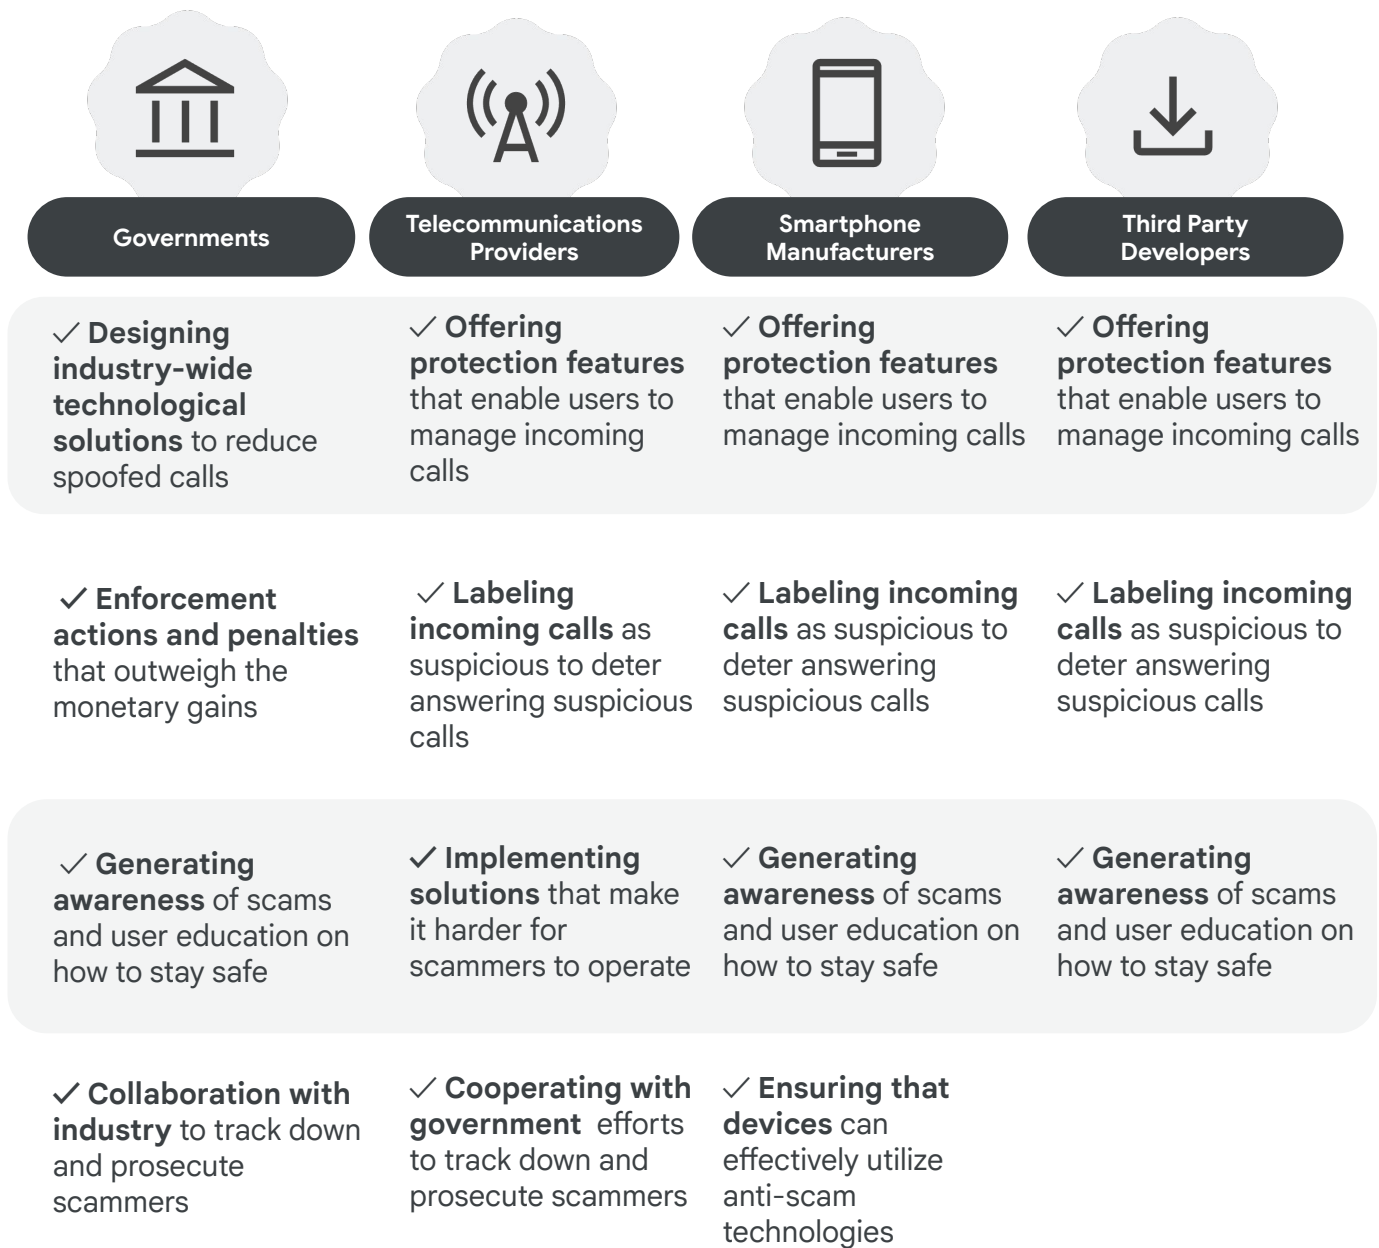 Governments
Telecommunications
Providers
Smartphone
Manufacturers
Third Party
Developers
✓ Designing
industry-wide
technological
solutions to reduce
spoofed calls
✓ Offering
protection features
that enable users to
manage incoming
calls
✓ Offering
protection features
that enable users to
manage incoming calls
✓ Offering
protection features
that enable users to
manage incoming calls
✓ Enforcement
actions and penalties
that outweigh the
monetary gains
✓ Labeling
incoming calls as
suspicious to deter
answering suspicious
calls
✓ Labeling incoming
calls as suspicious to
deter answering
suspicious calls
✓ Labeling incoming
calls as suspicious to
deter answering
suspicious calls
✓ Generating
awareness of scams
and user education on
how to stay safe
✓ Implementing
solutions that make
it harder for
scammers to operate
✓ Generating
awareness of scams
and user education on
how to stay safe
✓ Generating
awareness of scams
and user education on
how to stay safe
✓ Collaboration with
industry to track down
and prosecute
scammers
✓ Cooperating with
government efforts
to track down and
prosecute scammers
✓ Ensuring that
devices can
effectively utilize
anti-scam
technologies